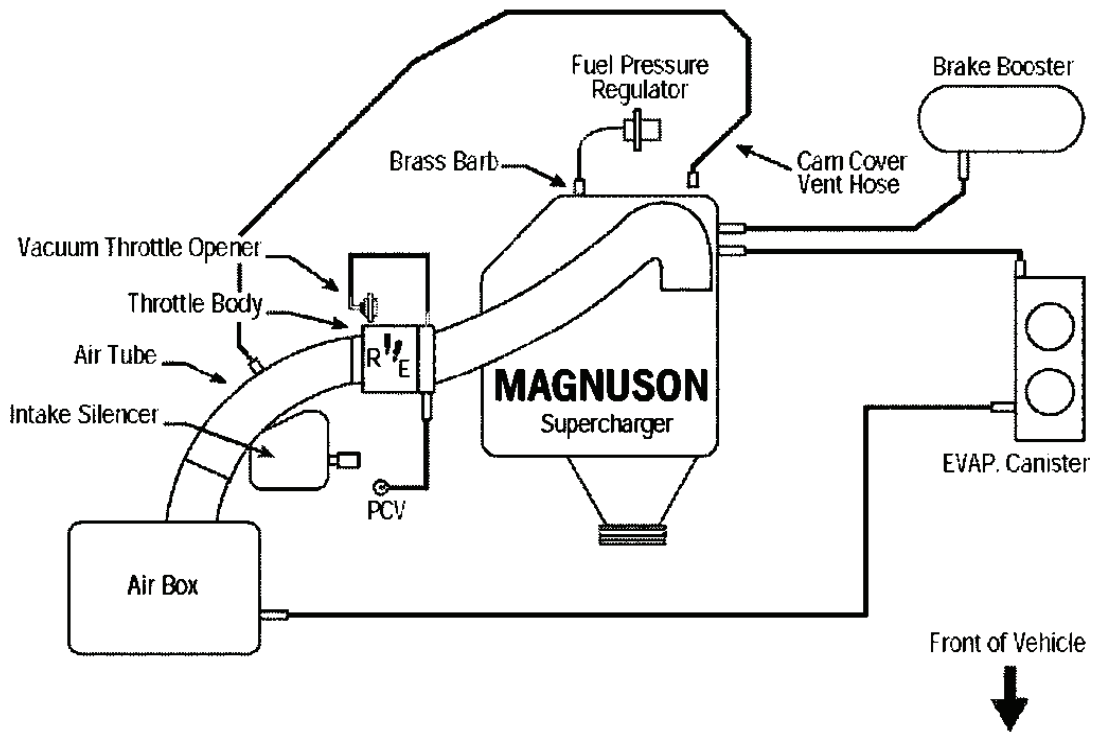 Fuel Pressure
Regulator
Brake Booster
Brass Barb
Cam Cover
Vent Hose
Vacuum Throttle Opener
Throttle Body
R E
Air Tube
MAGNUSON
Supercharger
Intake Silencer
EVAP. Canister
PCV
Air Box
Front of Vehicle